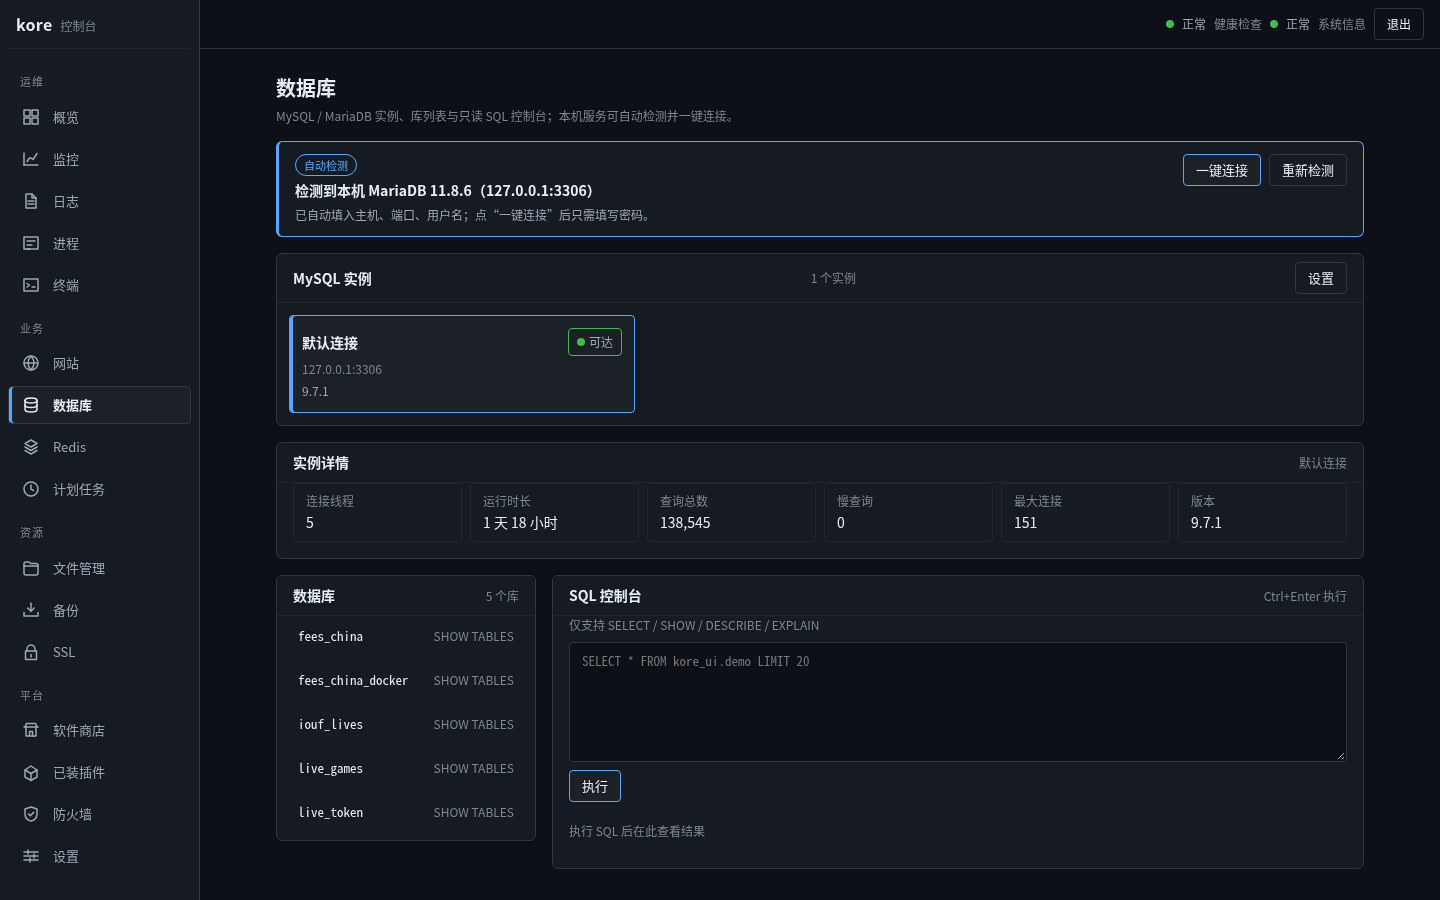 kore 控制台
正常 健康检查 正常 系统信息 退出
运维
概览
监控
日志
进程
终端
业务
网站
数据库
Redis
计划任务
资源
文件管理
备份
SSL
平台
软件商店
已装插件
防火墙
设置
数据库
MySQL / MariaDB 实例、库列表与只读 SQL 控制台；本机服务可自动检测并一键连接。
自动检测
检测到本机 MariaDB 11.8.6（127.0.0.1:3306）
已自动填入主机、端口、用户名；点“一键连接”后只需填写密码。
一键连接 重新检测
MySQL 实例 1 个实例 设置
默认连接 可达
127.0.0.1:3306
9.7.1
实例详情 默认连接
连接线程 运行时长 查询总数 慢查询 最大连接 版本
5 1 天 18 小时 138,545 0 151 9.7.1
数据库 5 个库
fees_china SHOW TABLES
fees_china_docker SHOW TABLES
iouf_lives SHOW TABLES
live_games SHOW TABLES
live_token SHOW TABLES
SQL 控制台 Ctrl+Enter 执行
仅支持 SELECT / SHOW / DESCRIBE / EXPLAIN
SELECT * FROM kore_ui.demo LIMIT 20
执行
执行 SQL 后在此查看结果